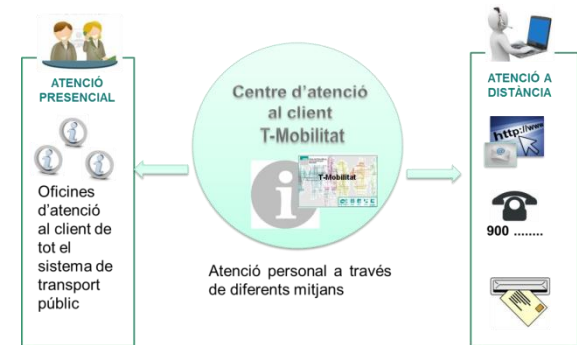 ATENCIÓ
PRESENCIAL
Oficines
d'atenció
al client de
tot el
sistema de
transport
públic
Centre d'atenció
al client
T-Mobilitat
T-Mobilitat
Atenció personal a través
de diferents mitjans
ATENCIÓ A
DISTÀNCIA
http://www
900 ........